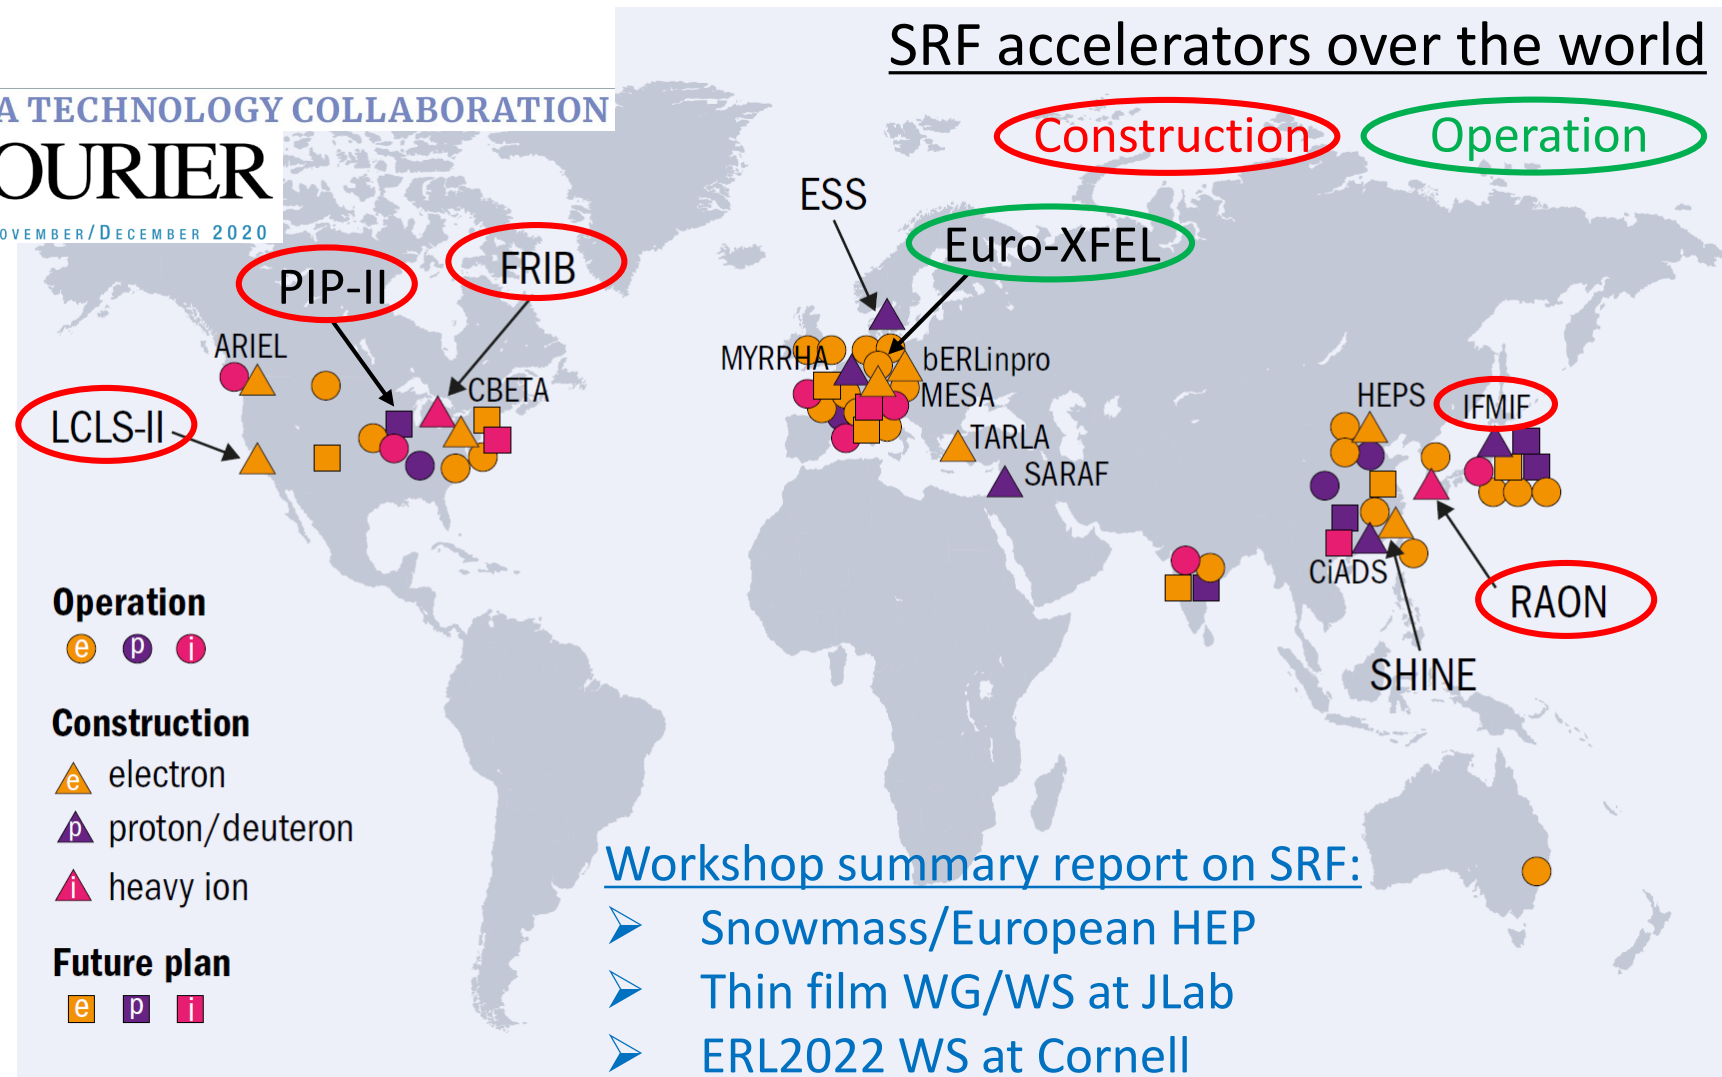 SRF accelerators over the world
A TECHNOLOGY COLLABORATION
OURIER
OVEMBER/DECEMBER 2020
Construction
Operation
ESS
Euro-XFEL
FRIB
PIP-II
ARIEL
MYRRHA
bERLinpro
CBETA
MESA
HEPS
IFMIF
LCLS-II
TARLA
SARAF
CiADS
RAON
SHINE
Operation
e p i
Construction
e electron
p proton/deuteron
i heavy ion
Future plan
e p i
Workshop summary report on SRF:
➢ Snowmass/European HEP
➢ Thin film WG/WS at JLab
➢ ERL2022 WS at Cornell